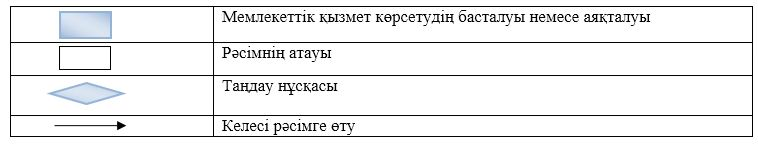 Мемлекеттік қызмет көрсетудің басталуы немесе аяқталуы
Рәсімнің атауы
Таңдау нұсқасы
Келесі рәсімге өту